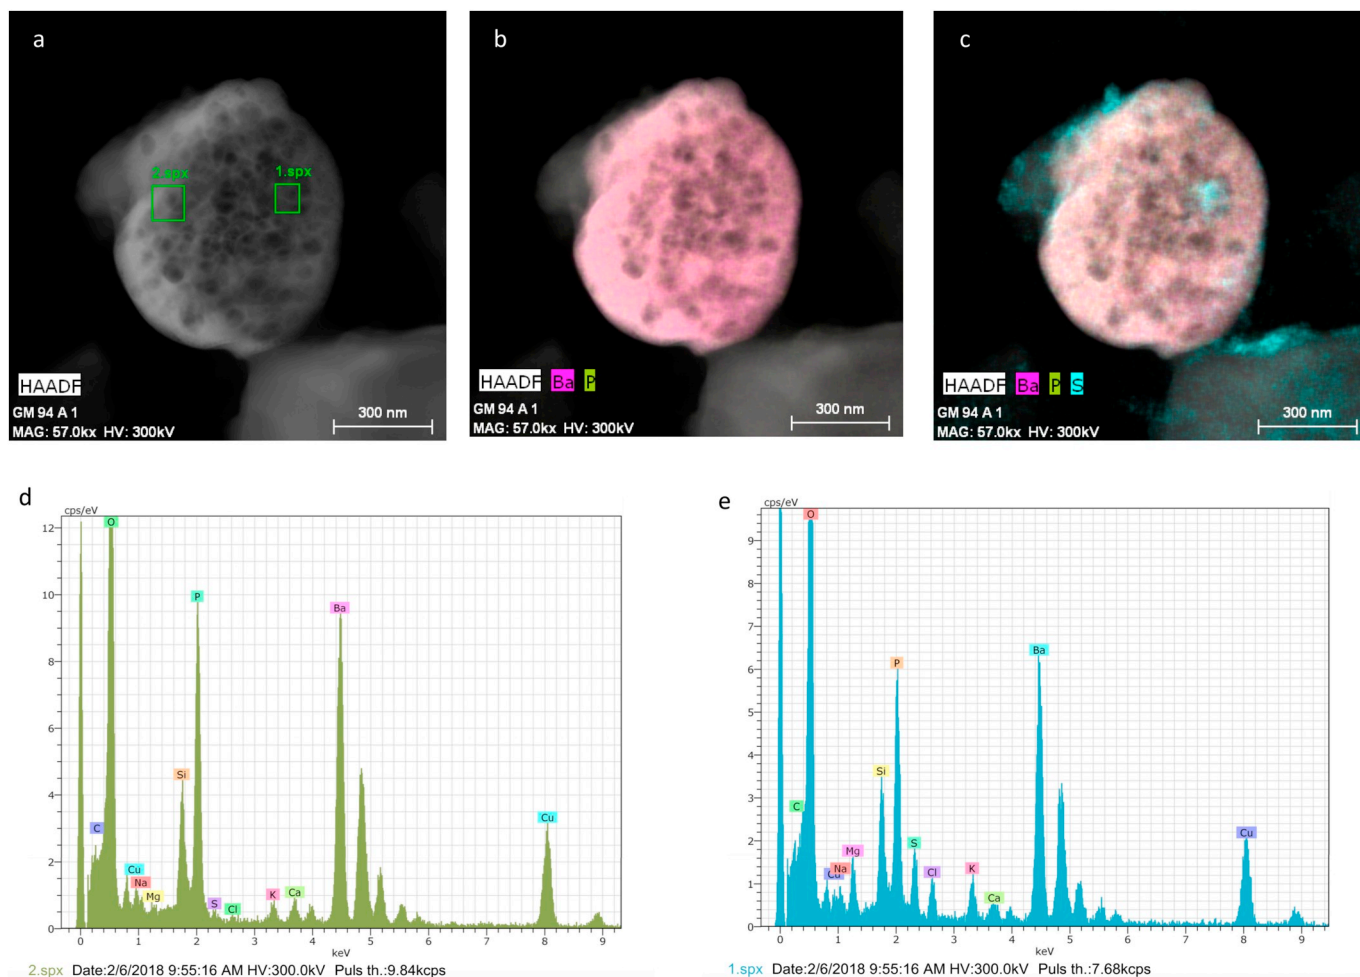 a
2.spx
1.spx
HAADF
GM 94 A 1
MAG: 57.0kx HV: 300kV
300 nm
b
HAADF Ba P
GM 94 A 1
MAG: 57.0kx HV: 300kV
300 nm
c
HAADF Ba P S
GM 94 A 1
MAG: 57.0kx HV: 300kV
300 nm
d
cps/eV
12
10
8
6
4
2
0
O
P
Ba
Si
C
Cu
Na
Mg
S
Cl
K
Ca
Cu
0 1 2 3 4 5 6 7 8 9
keV
2.spx Date:2/6/2018 9:55:16 AM HV:300.0kV Puls th.:9.84kcps
e
cps/eV
9
8
7
6
5
4
3
2
1
0
O
P
Ba
Si
C
Cu
Na
Mg
S
Cl
K
Ca
Cu
0 1 2 3 4 5 6 7 8 9
keV
1.spx Date:2/6/2018 9:55:16 AM HV:300.0kV Puls th.:7.68kcps